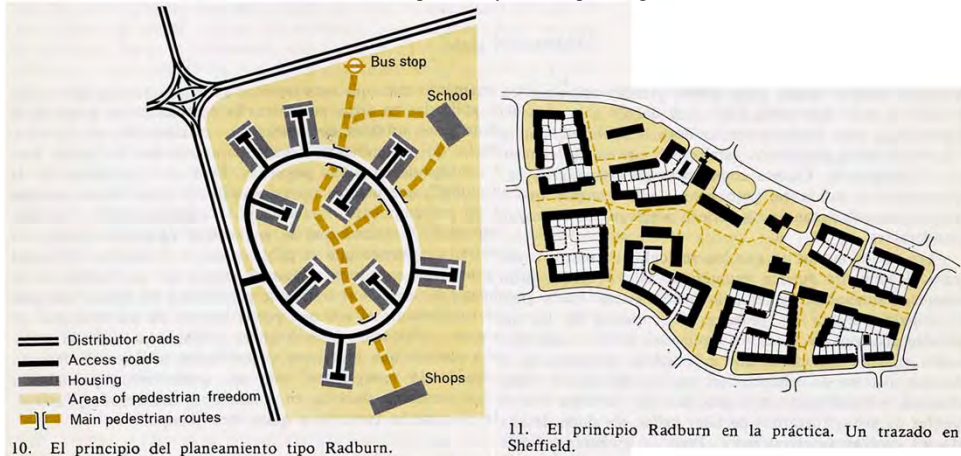 Bus stop
School
Shops
Distributor roads
Access roads
Housing
Areas of pedestrian freedom
Main pedestrian routes
10. El principio del planeamiento tipo Radburn.
11. El principio Radburn en la práctica. Un trazado en
Sheffield.